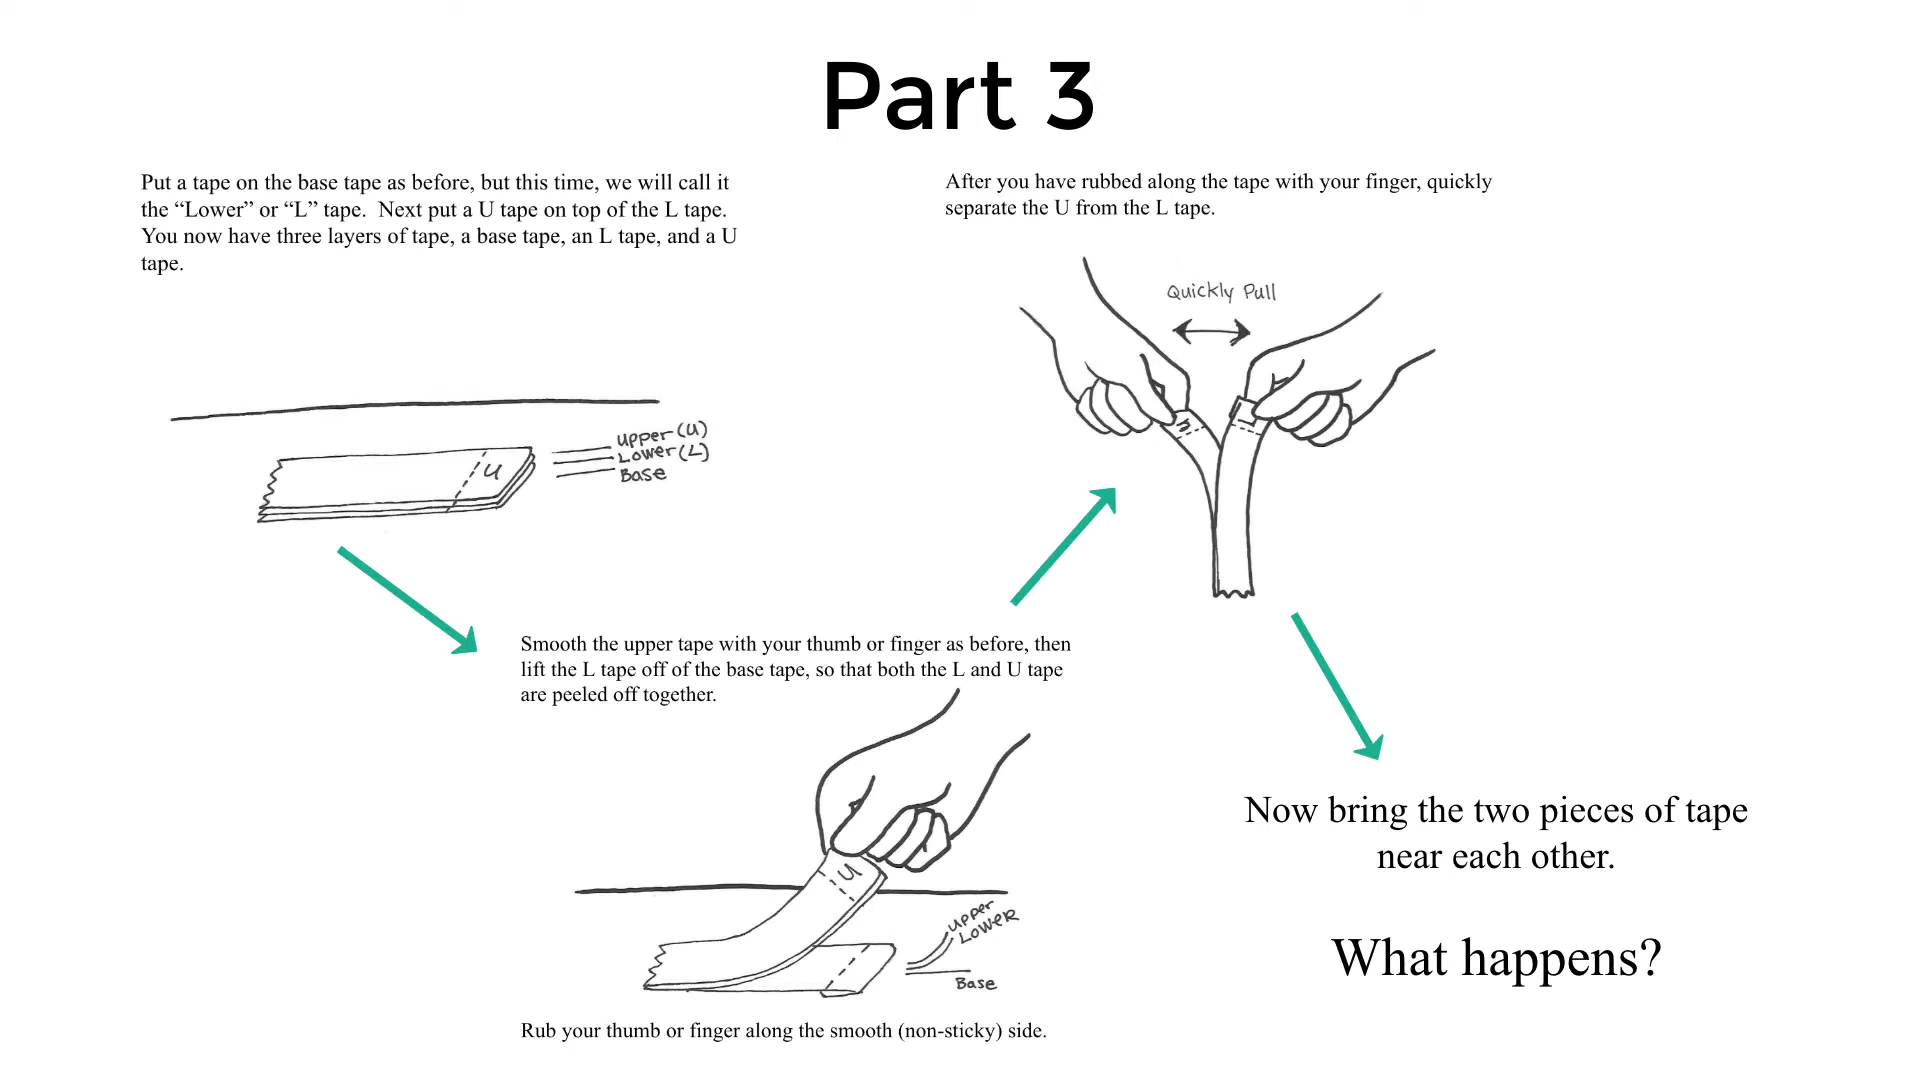 Part 3
Put a tape on the base tape as before, but this time, we will call it
the “Lower” or “L” tape.  Next put a U tape on top of the L tape.
You now have three layers of tape, a base tape, an L tape, and a U
tape.
upper (U)
Lower (L)
Base
U
Smooth the upper tape with your thumb or finger as before, then
lift the L tape off of the base tape, so that both the L and U tape
are peeled off together.
U
upper
LOWER
Base
Rub your thumb or finger along the smooth (non-sticky) side.
After you have rubbed along the tape with your finger, quickly
separate the U from the L tape.
Quickly Pull
Now bring the two pieces of tape
near each other.
What happens?